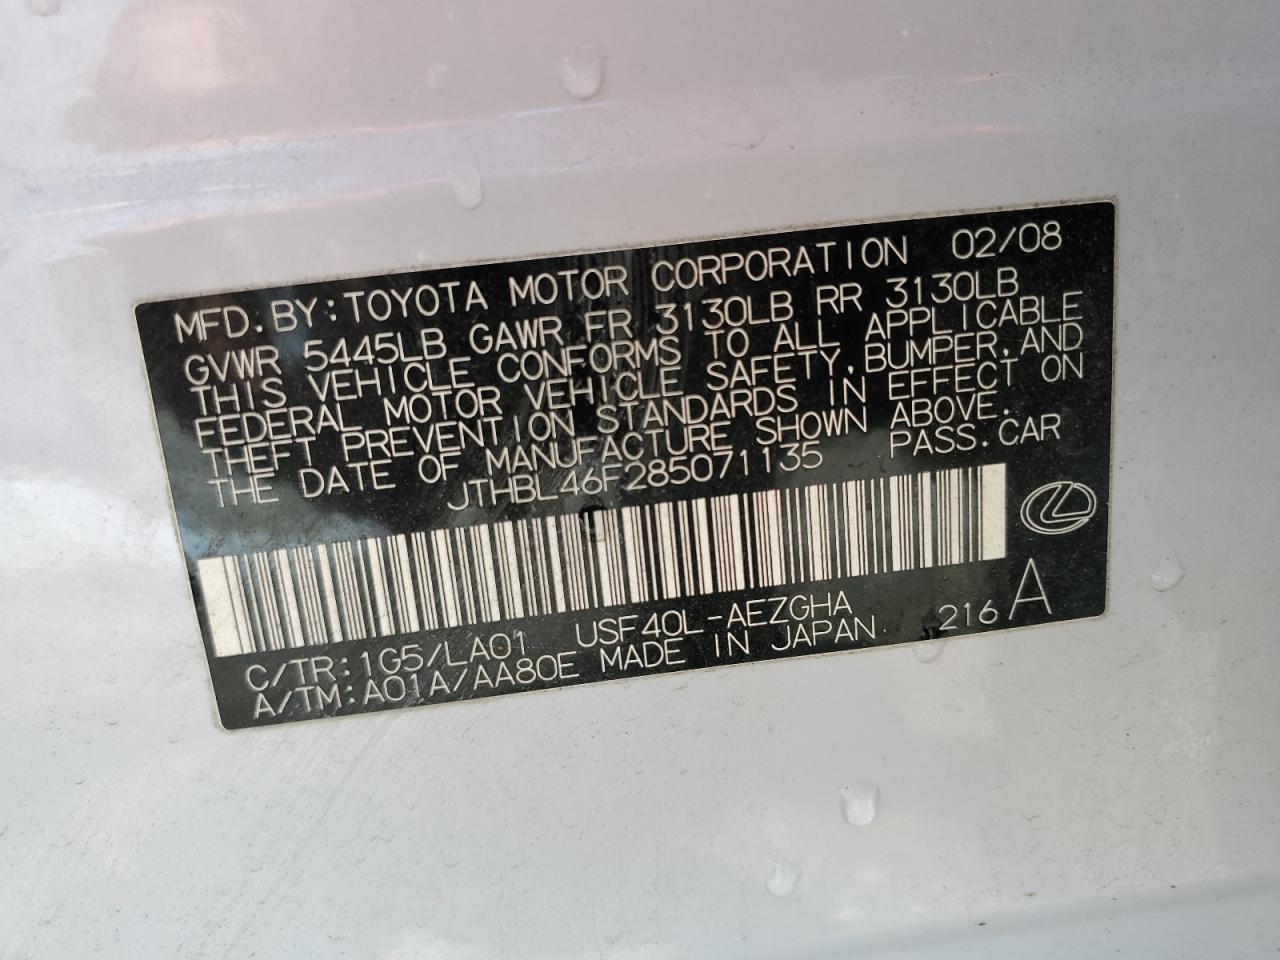 MFD.BY:TOYOTA MOTOR CORPORATION 02/08
GVWR 5445LB GAWR FR 3130LB RR 3130LB
THIS VEHICLE CONFORMS TO ALL APPLICABLE
FEDERAL MOTOR VEHICLE SAFETY,BUMPER,AND
THEFT PREVENTION STANDARDS IN EFFECT ON
THE DATE OF MANUFACTURE SHOWN ABOVE.
JTHBL46F285071135 PASS.CAR
C/TR:1G5/LA01 USF40L-AEZGHA
A/TM:A01A/AA80E MADE IN JAPAN 216 A